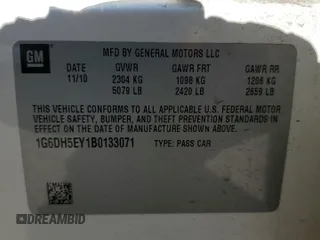 GM
MFD BY GENERAL MOTORS LLC
DATE GVWR GAWR FRT GAWR RR
11/10 2304 KG 1098 KG 1206 KG
5079 LB 2420 LB 2659 LB
THIS VEHICLE CONFORMS TO ALL APPLICABLE U.S. FEDERAL MOTOR
VEHICLE SAFETY, BUMPER, AND THEFT PREVENTION STANDARDS IN EFFECT
ON THE DATE OF MANUFACTURE SHOWN ABOVE.
1G6DH5EY1B0133071 TYPE: PASS CAR